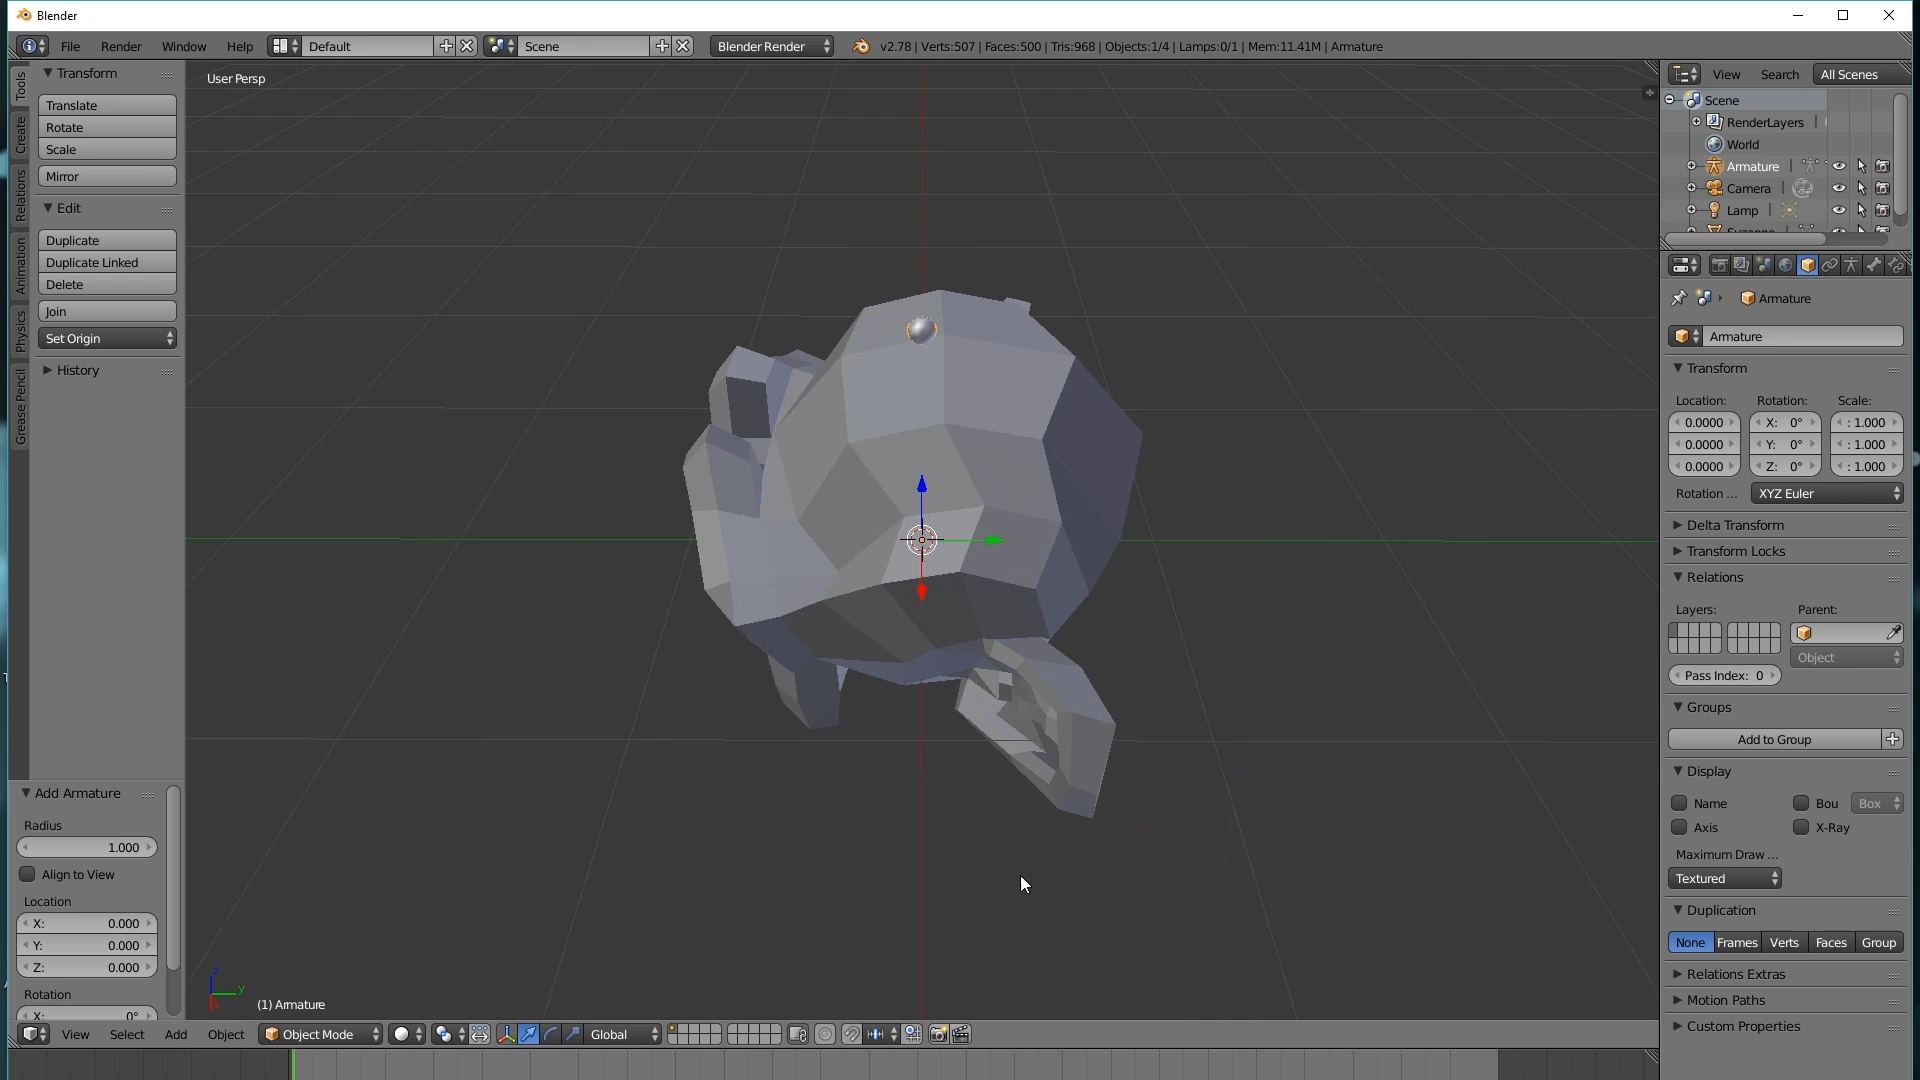 Blender
File Render Window Help Default Scene Blender Render v2.78 | Verts:507 | Faces:500 | Tris:968 | Objects:1/4 | Lamps:0/1 | Mem:11.41M | Armature
Tools
Create
Relations
Animation
Physics
Grease Pencil
Transform
Translate
Rotate
Scale
Mirror
Edit
Duplicate
Duplicate Linked
Delete
Join
Set Origin
History
Add Armature
Radius
1.000
Align to View
Location
X: 0.000
Y: 0.000
Z: 0.000
Rotation
X: 0°
User Persp
z
y
(1) Armature
View Select Add Object Object Mode Global
View Search All Scenes
Scene
RenderLayers
World
Armature
Camera
Lamp
Suzanne
Armature
Armature
Transform
Location: Rotation: Scale:
0.0000 X: 0° : 1.000
0.0000 Y: 0° : 1.000
0.0000 Z: 0° : 1.000
Rotation ... XYZ Euler
Delta Transform
Transform Locks
Relations
Layers: Parent:
Object
Pass Index: 0
Groups
Add to Group
Display
Name Bou Box
Axis X-Ray
Maximum Draw ...
Textured
Duplication
None Frames Verts Faces Group
Relations Extras
Motion Paths
Custom Properties